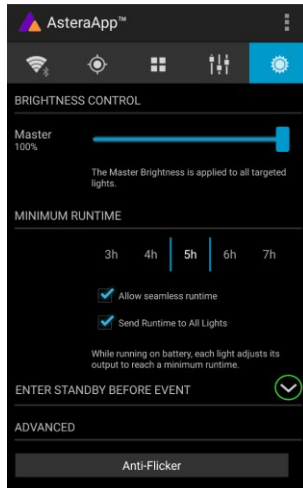 AsteraApp™
BRIGHTNESS CONTROL
Master
100%
The Master Brightness is applied to all targeted
lights.
MINIMUM RUNTIME
3h 4h 5h 6h 7h
Allow seamless runtime
Send Runtime to All Lights
While running on battery, each light adjusts its
output to reach a minimum runtime.
ENTER STANDBY BEFORE EVENT
ADVANCED
Anti-Flicker